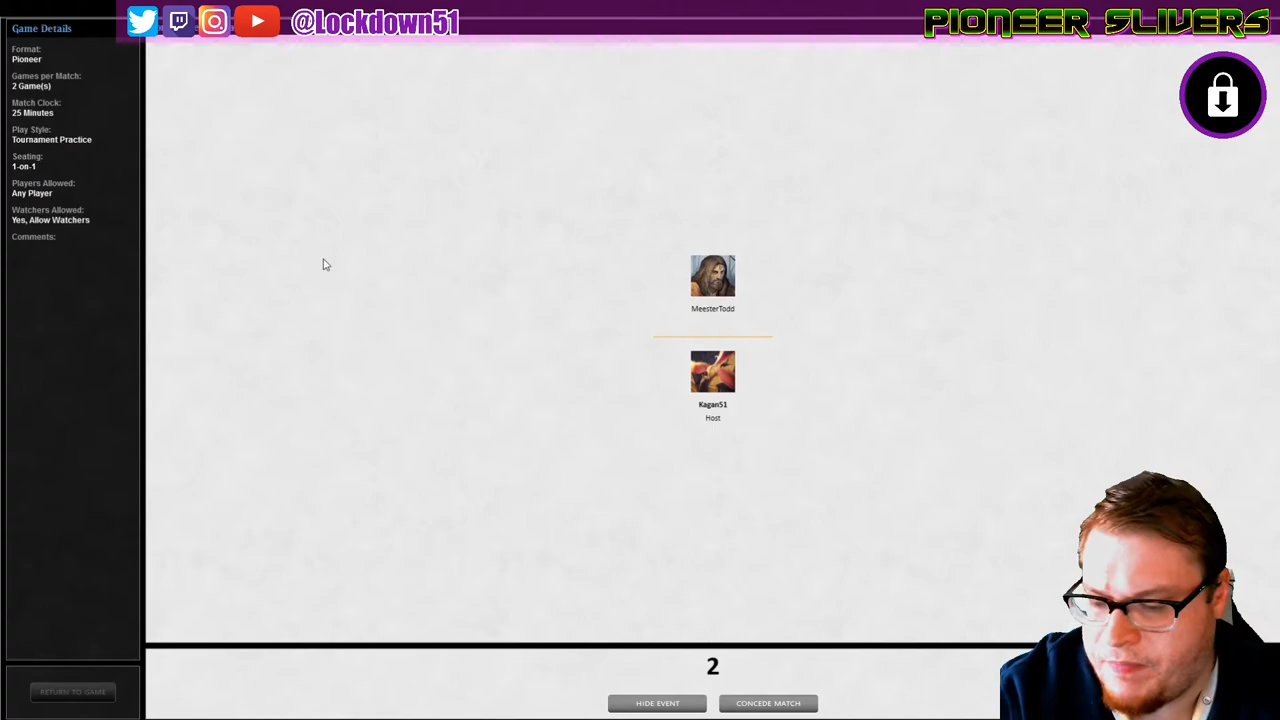 @Lockdown51
PIONEER SLIVERS
Game Details
Format:
Pioneer
Games per Match:
2 Game(s)
Match Clock:
25 Minutes
Play Style:
Tournament Practice
Seating:
1-on-1
Players Allowed:
Any Player
Watchers Allowed:
Yes, Allow Watchers
Comments:
MeesterTodd
Kagan51
Host
2
RETURN TO GAME
HIDE EVENT
CONCEDE MATCH